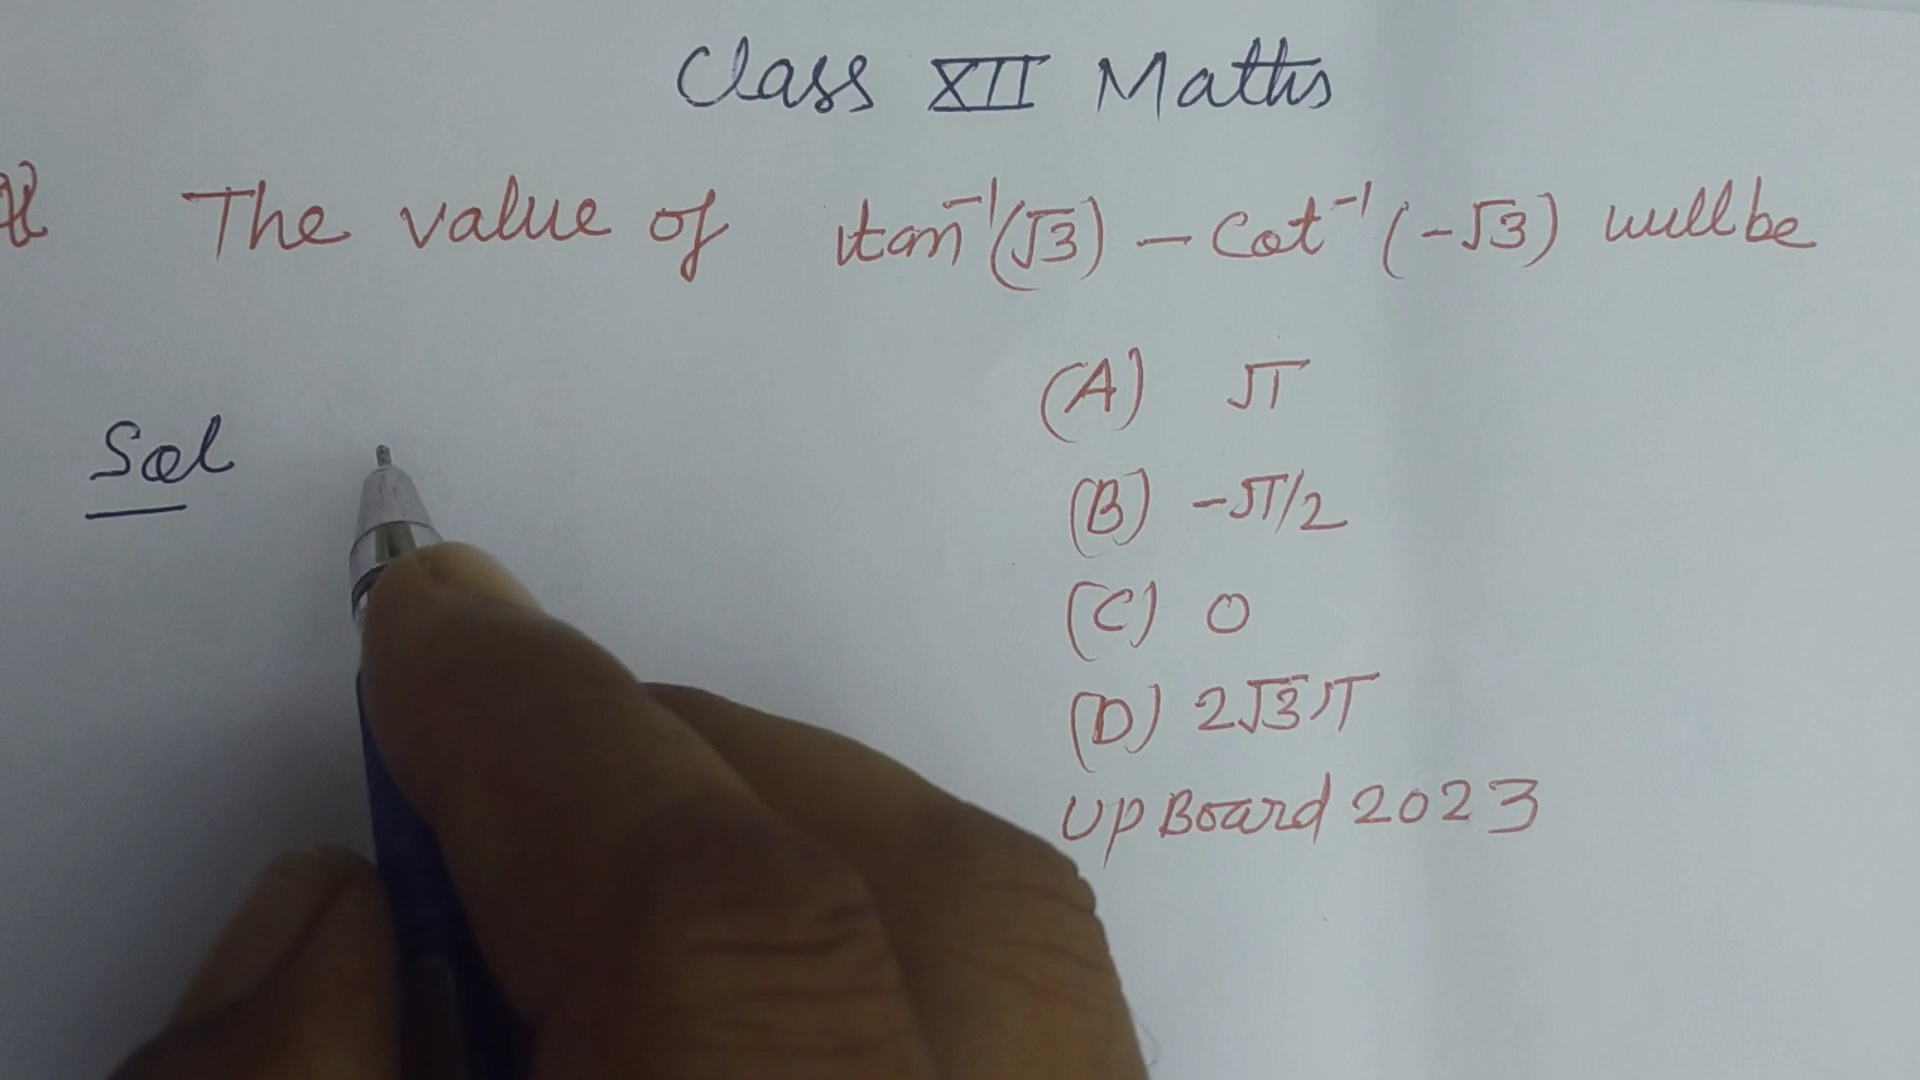 Class XII Maths
The value of tan⁻¹(√3) - Cot⁻¹(-√3) will be
(A) π
Sol
(B) -π/2
(C) 0
(D) 2√3π
UP Board 2023